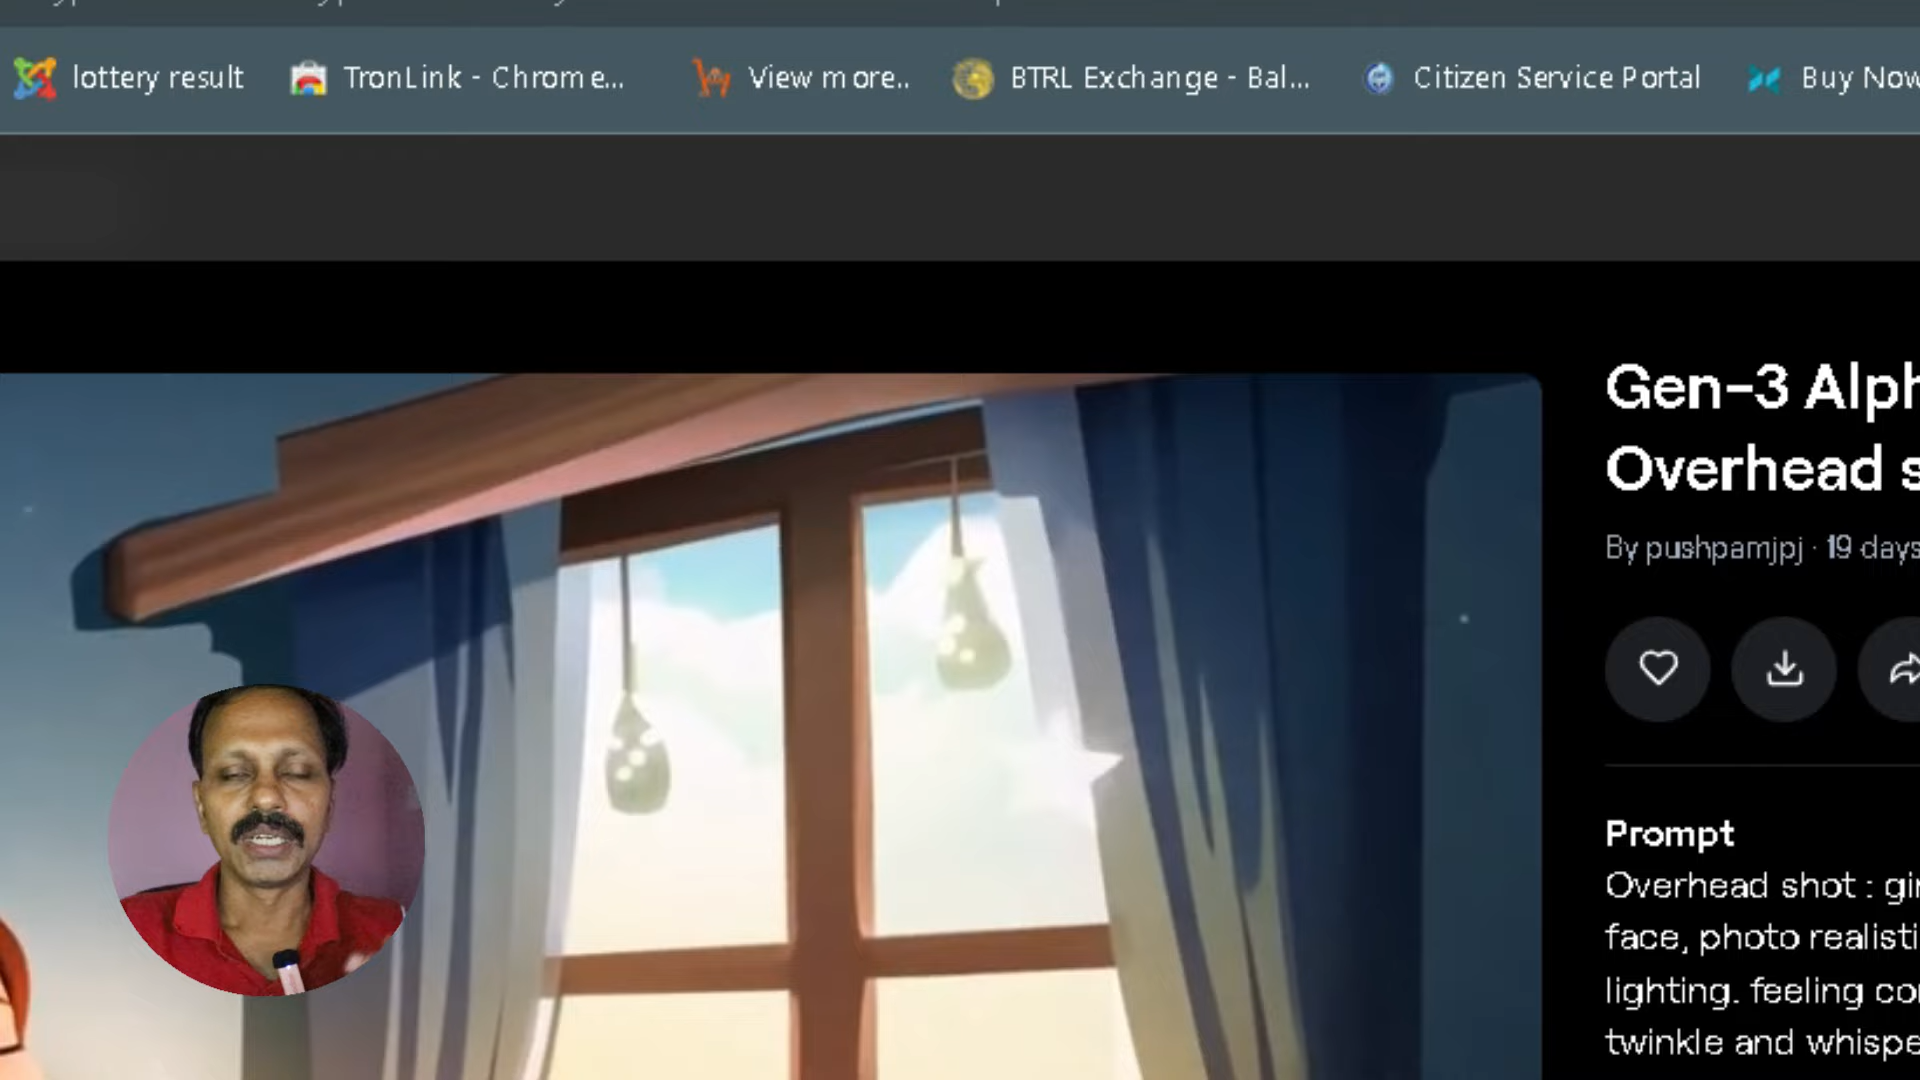 lottery result TronLink - Chrome... View more.. BTRL Exchange - Bal... Citizen Service Portal Buy Now
Gen-3 Alph
Overhead s
By pushpamjpj · 19 days
Prompt
Overhead shot : gir
face, photo realisti
lighting. feeling co
twinkle and whispe